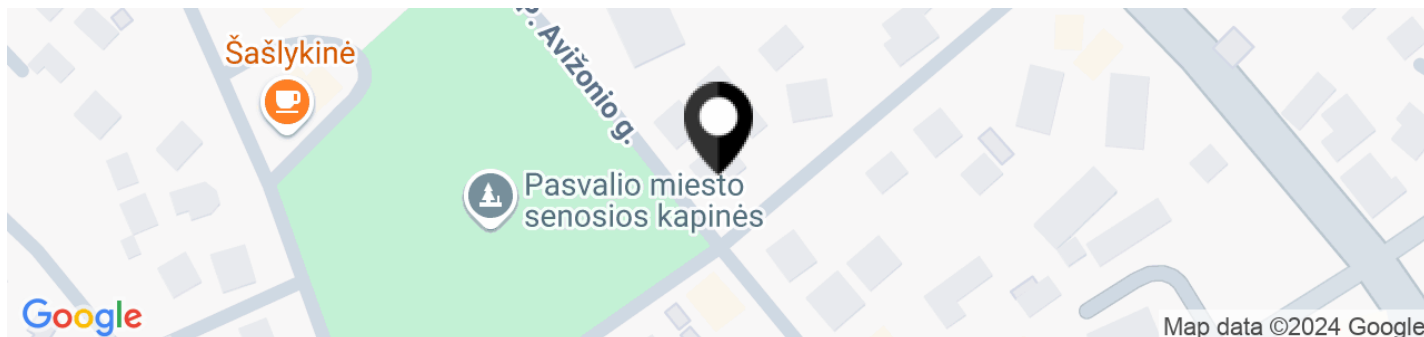 P. Avižonio g.
Šašlykinė
Pasvalio miesto
senosios kapinės
Google
Map data ©2024 Google